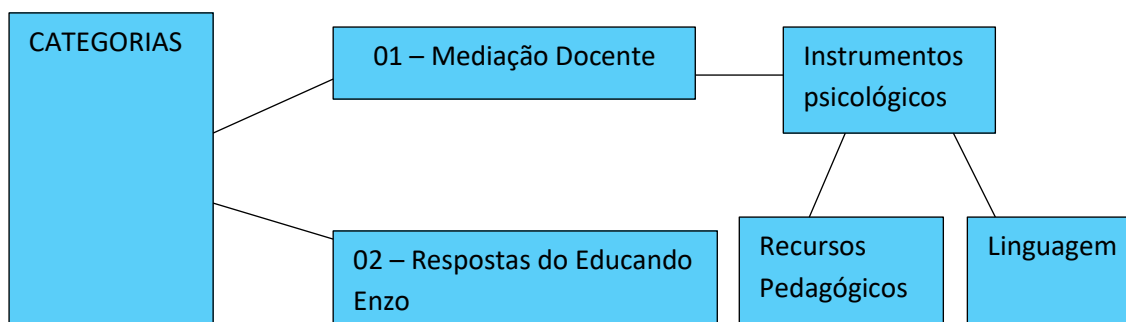 CATEGORIAS
01 – Mediação Docente
Instrumentos
psicológicos
02 – Respostas do Educando
Enzo
Recursos
Pedagógicos
Linguagem